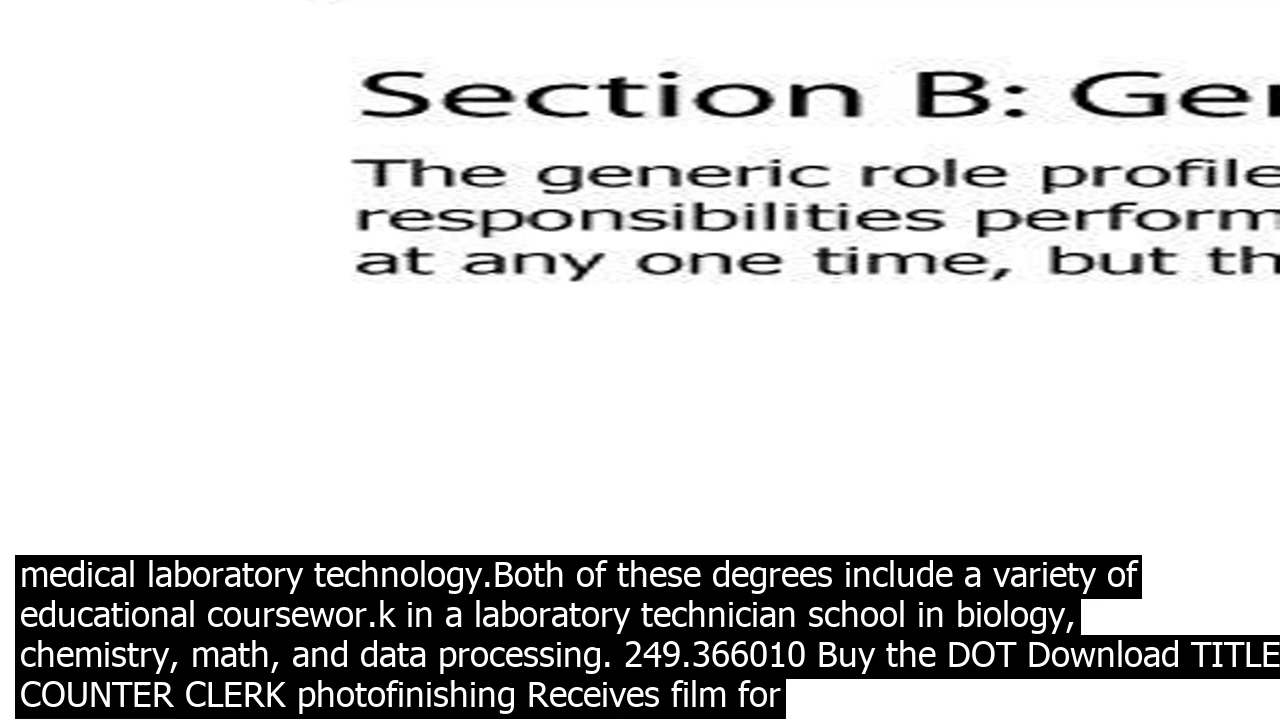 Section B: Ge
The generic role profile
responsibilities perform
at any one time, but th
medical laboratory technology.Both of these degrees include a variety of
educational coursewor.k in a laboratory technician school in biology,
chemistry, math, and data processing. 249.366010 Buy the DOT Download TITLE
COUNTER CLERK photofinishing Receives film for